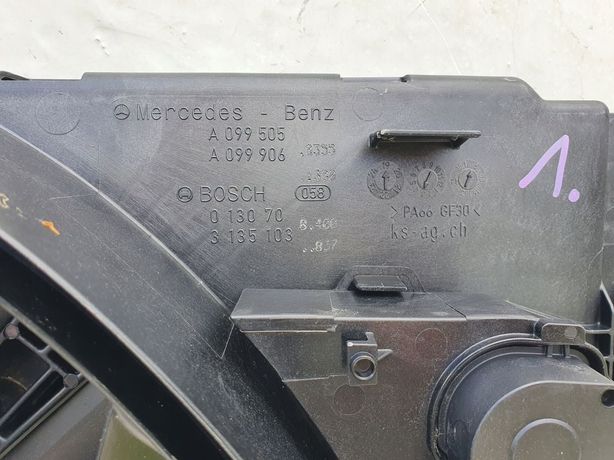 Mercedes - Benz
A 099 505
A 099 906
BOSCH 058
0 130 70
3 135 103
1.
>PA66 GF30<
ks-ag.ch